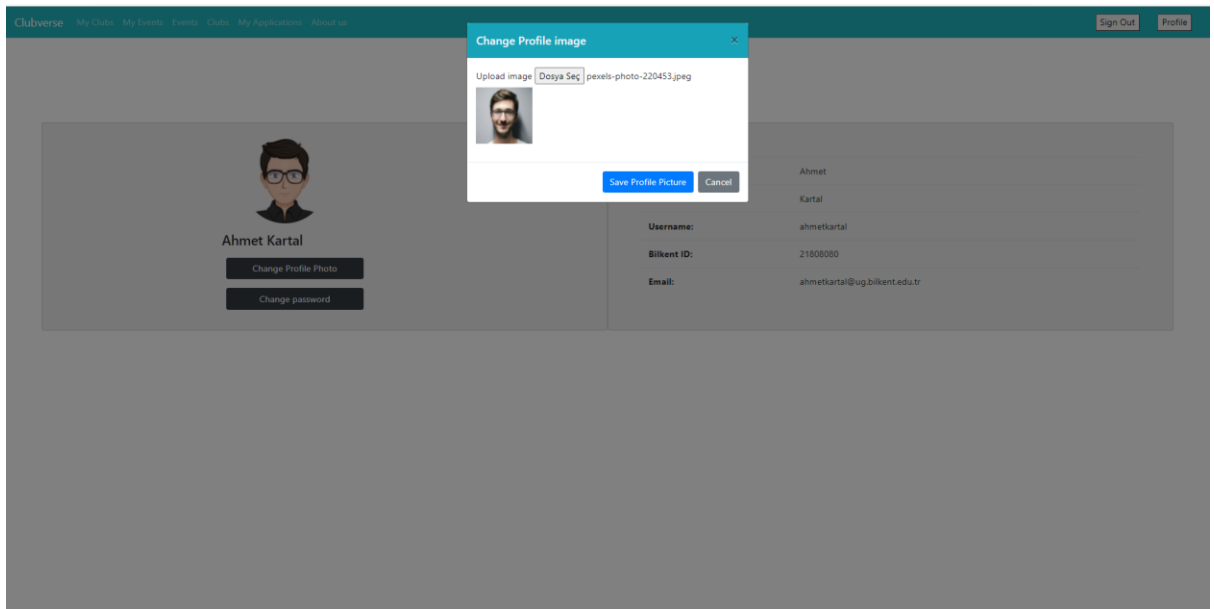 Clubverse My Clubs My Events Events Clubs My Applications About us Sign Out Profile
Change Profile image ×
Upload image Dosya Seç pexels-photo-220453.jpeg
Save Profile Picture Cancel
Ahmet Kartal
Change Profile Photo
Change password
Ahmet
Kartal
Username: ahmetkartal
Bilkent ID: 21808080
Email: ahmetkartal@ug.bilkent.edu.tr